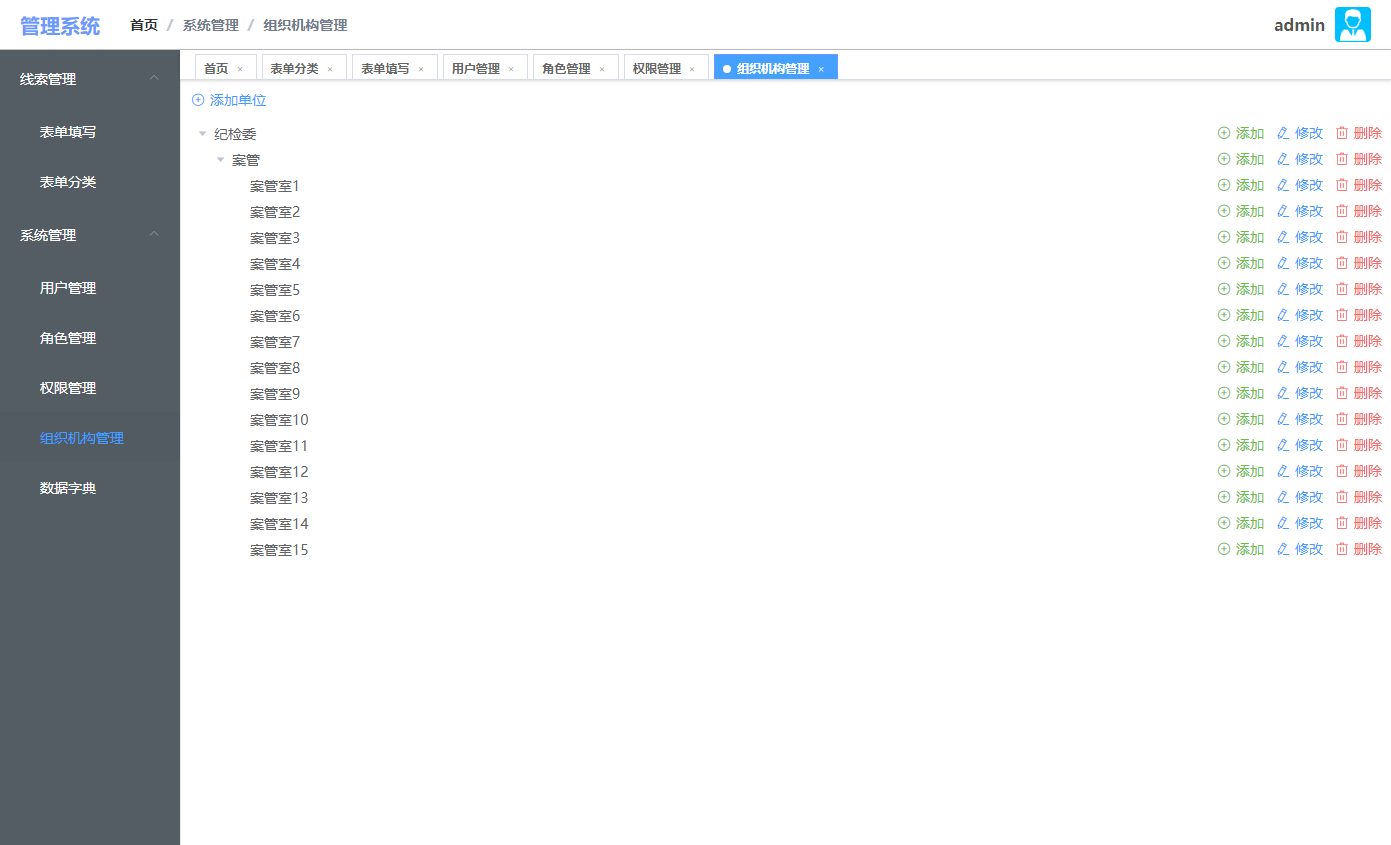 管理系统 首页 / 系统管理 / 组织机构管理 admin
首页 × 表单分类 × 表单填写 × 用户管理 × 角色管理 × 权限管理 × 组织机构管理 ×
线索管理
表单填写
表单分类
系统管理
用户管理
角色管理
权限管理
组织机构管理
数据字典
添加单位
纪检委 添加 修改 删除
案管 添加 修改 删除
案管室1 添加 修改 删除
案管室2 添加 修改 删除
案管室3 添加 修改 删除
案管室4 添加 修改 删除
案管室5 添加 修改 删除
案管室6 添加 修改 删除
案管室7 添加 修改 删除
案管室8 添加 修改 删除
案管室9 添加 修改 删除
案管室10 添加 修改 删除
案管室11 添加 修改 删除
案管室12 添加 修改 删除
案管室13 添加 修改 删除
案管室14 添加 修改 删除
案管室15 添加 修改 删除